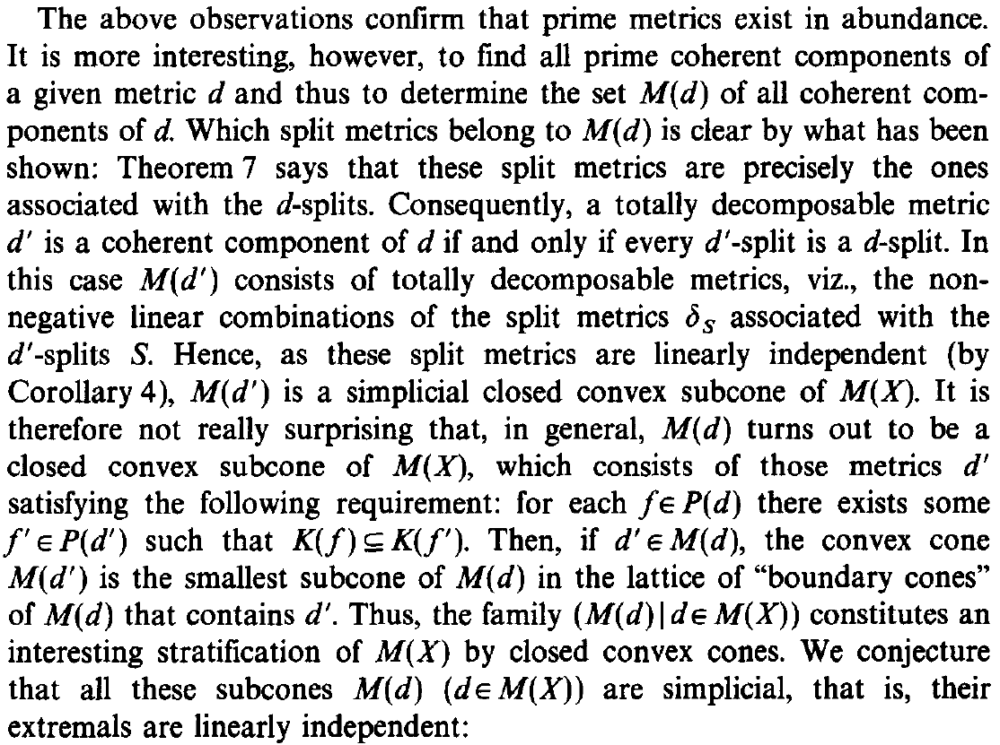 The above observations confirm that prime metrics exist in abundance.
It is more interesting, however, to find all prime coherent components of
a given metric d and thus to determine the set M(d) of all coherent com-
ponents of d. Which split metrics belong to M(d) is clear by what has been
shown: Theorem 7 says that these split metrics are precisely the ones
associated with the d-splits. Consequently, a totally decomposable metric
d′ is a coherent component of d if and only if every d′-split is a d-split. In
this case M(d′) consists of totally decomposable metrics, viz., the non-
negative linear combinations of the split metrics δ_S associated with the
d′-splits S. Hence, as these split metrics are linearly independent (by
Corollary 4), M(d′) is a simplicial closed convex subcone of M(X). It is
therefore not really surprising that, in general, M(d) turns out to be a
closed convex subcone of M(X), which consists of those metrics d′
satisfying the following requirement: for each f ∈ P(d) there exists some
f′ ∈ P(d′) such that K(f) ⊆ K(f′). Then, if d′ ∈ M(d), the convex cone
M(d′) is the smallest subcone of M(d) in the lattice of “boundary cones”
of M(d) that contains d′. Thus, the family (M(d) | d ∈ M(X)) constitutes an
interesting stratification of M(X) by closed convex cones. We conjecture
that all these subcones M(d) (d ∈ M(X)) are simplicial, that is, their
extremals are linearly independent: